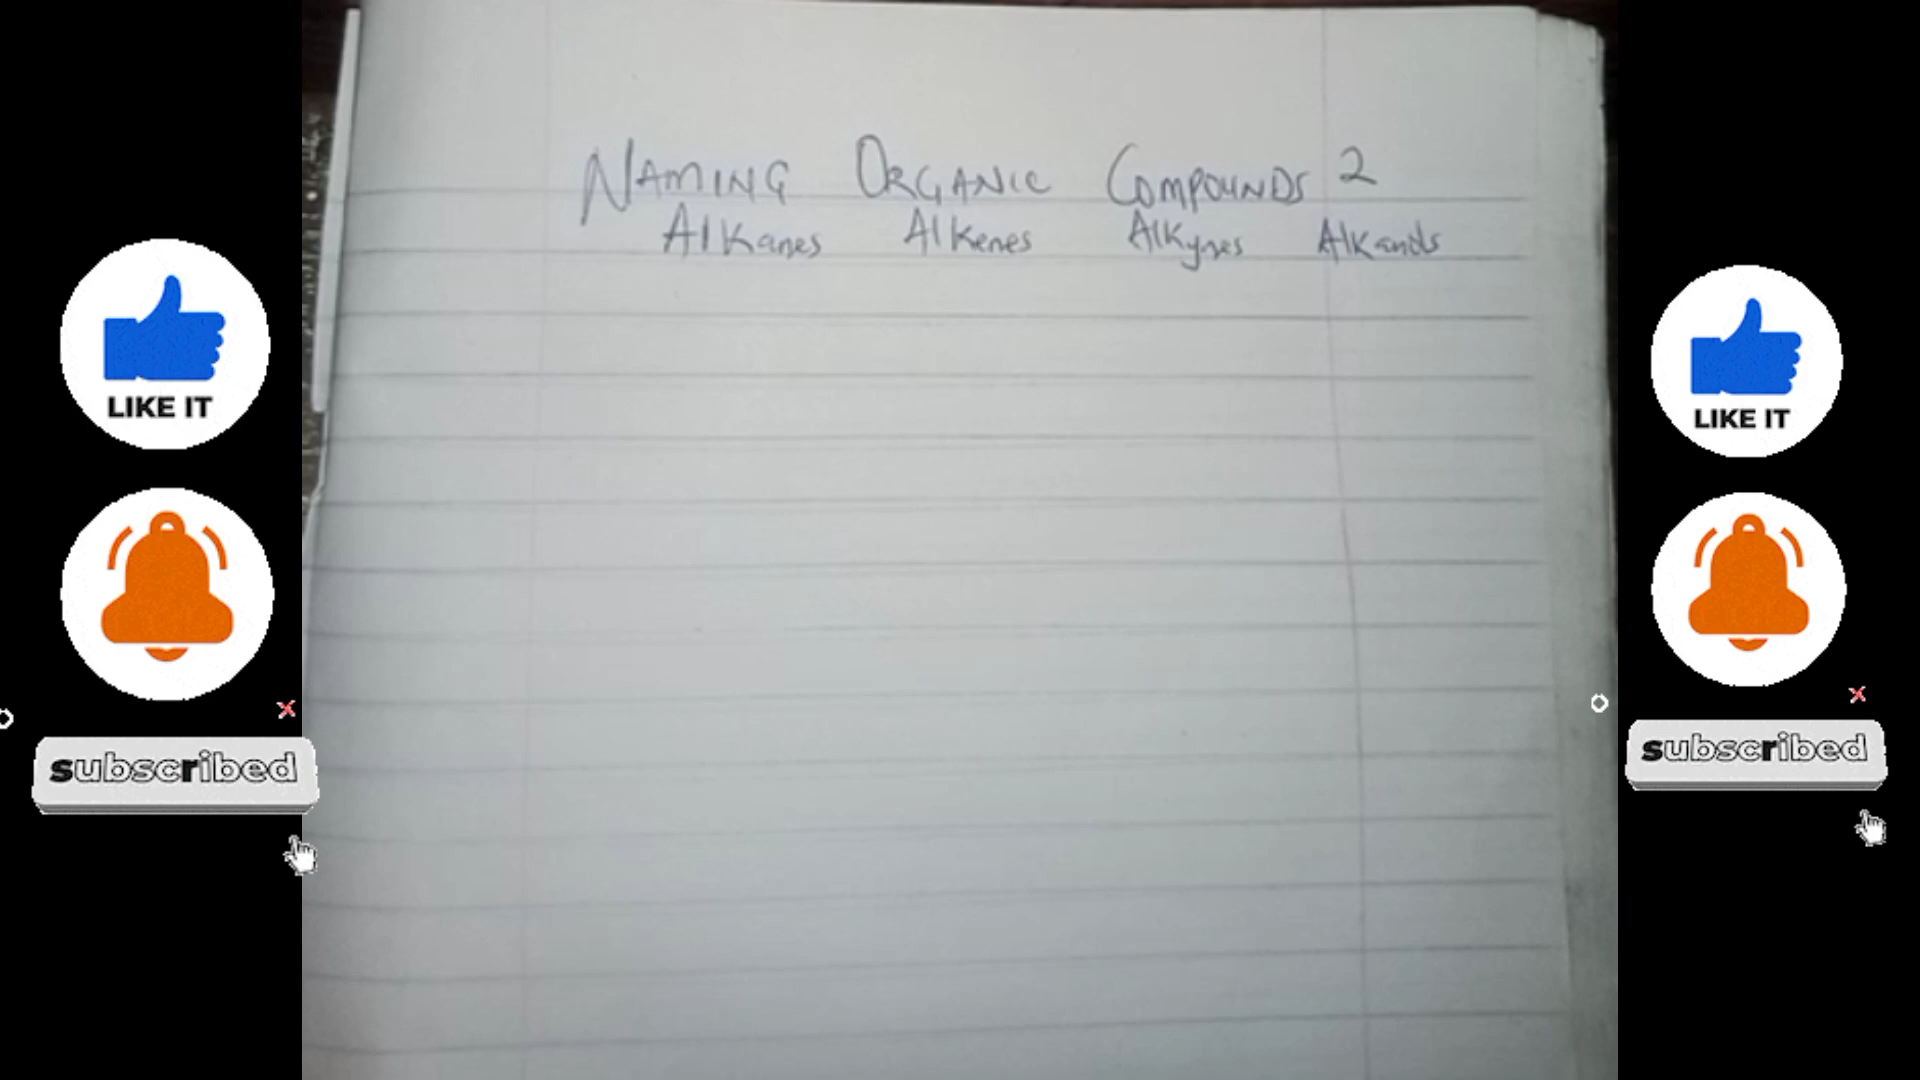 NAMING ORGANIC COMPOUNDS 2
Alkanes Alkenes Alkynes Alkanols
LIKE IT
LIKE IT
subscribed
subscribed